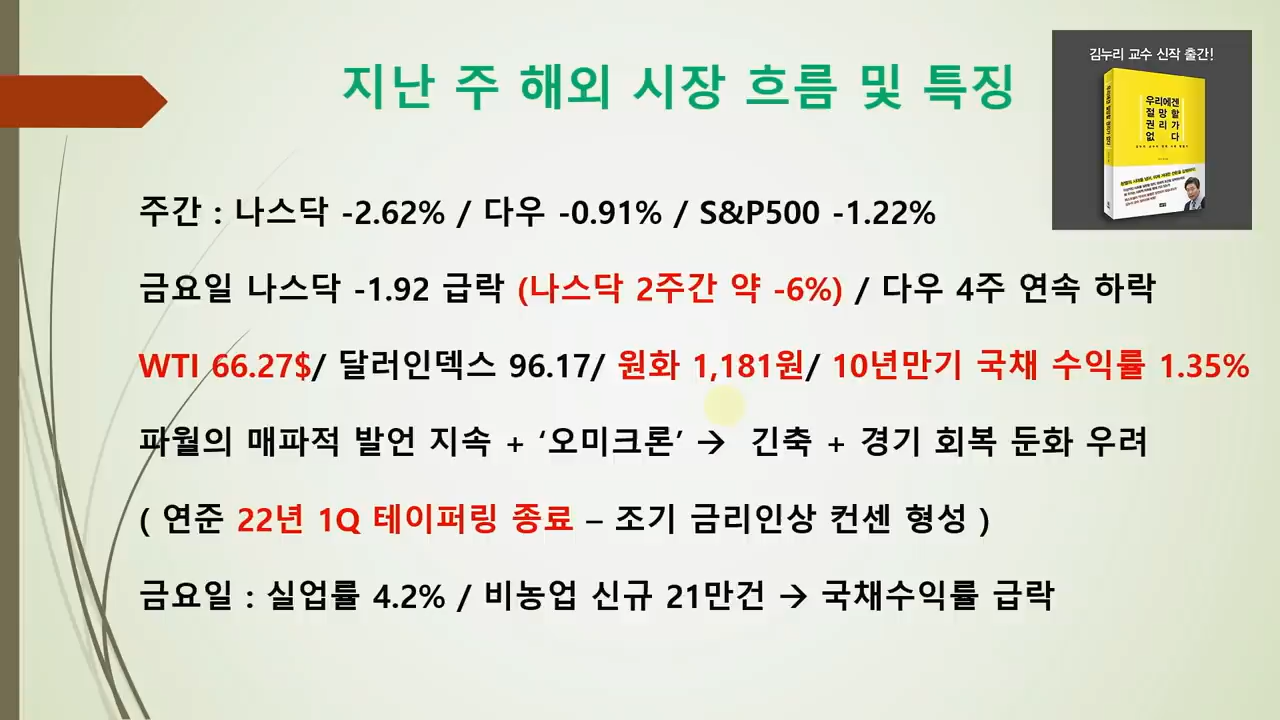 지난 주 해외 시장 흐름 및 특징
김누리 교수 신작 출간!
우리에겐
절망할
권리가
없다
주간 : 나스닥 -2.62% / 다우 -0.91% / S&P500 -1.22%
금요일 나스닥 -1.92 급락 (나스닥 2주간 약 -6%) / 다우 4주 연속 하락
WTI 66.27$/ 달러인덱스 96.17/ 원화 1,181원/ 10년만기 국채 수익률 1.35%
파월의 매파적 발언 지속 + ‘오미크론’ → 긴축 + 경기 회복 둔화 우려
( 연준 22년 1Q 테이퍼링 종료 – 조기 금리인상 컨센 형성 )
금요일 : 실업률 4.2% / 비농업 신규 21만건 → 국채수익률 급락